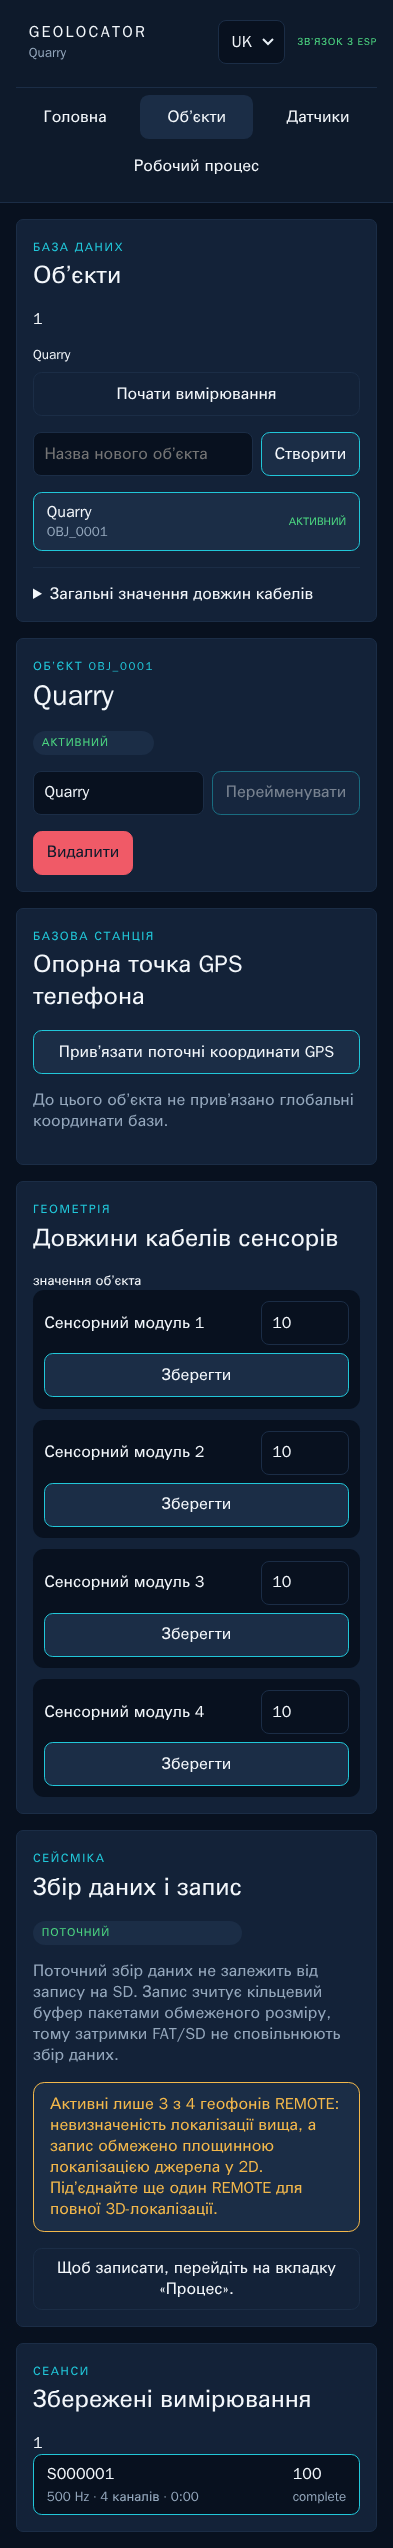 GEOLOCATOR
Quarry
UK
ЗВ'ЯЗОК З ESP
Головна
Об'єкти
Датчики
Робочий процес
БАЗА ДАНИХ
Об'єкти
1
Quarry
Почати вимірювання
Назва нового об'єкта
Створити
Quarry
OBJ_0001
АКТИВНИЙ
Загальні значення довжин кабелів
ОБ'ЄКТ OBJ_0001
Quarry
АКТИВНИЙ
Quarry
Перейменувати
Видалити
БАЗОВА СТАНЦІЯ
Опорна точка GPS
телефона
Прив'язати поточні координати GPS
До цього об'єкта не прив'язано глобальні
координати бази.
ГЕОМЕТРІЯ
Довжини кабелів сенсорів
значення об'єкта
Сенсорний модуль 1
10
Зберегти
Сенсорний модуль 2
10
Зберегти
Сенсорний модуль 3
10
Зберегти
Сенсорний модуль 4
10
Зберегти
СЕЙСМІКА
Збір даних і запис
ПОТОЧНИЙ
Поточний збір даних не залежить від
запису на SD. Запис зчитує кільцевий
буфер пакетами обмеженого розміру,
тому затримки FAT/SD не сповільнюють
збір даних.
Активні лише 3 з 4 геофонів REMOTE:
невизначеність локалізації вища, а
запис обмежено площинною
локалізацією джерела у 2D.
Під'єднайте ще один REMOTE для
повної 3D-локалізації.
Щоб записати, перейдіть на вкладку
«Процес».
СЕАНСИ
Збережені вимірювання
1
S000001
100
500 Hz · 4 каналів · 0:00
complete